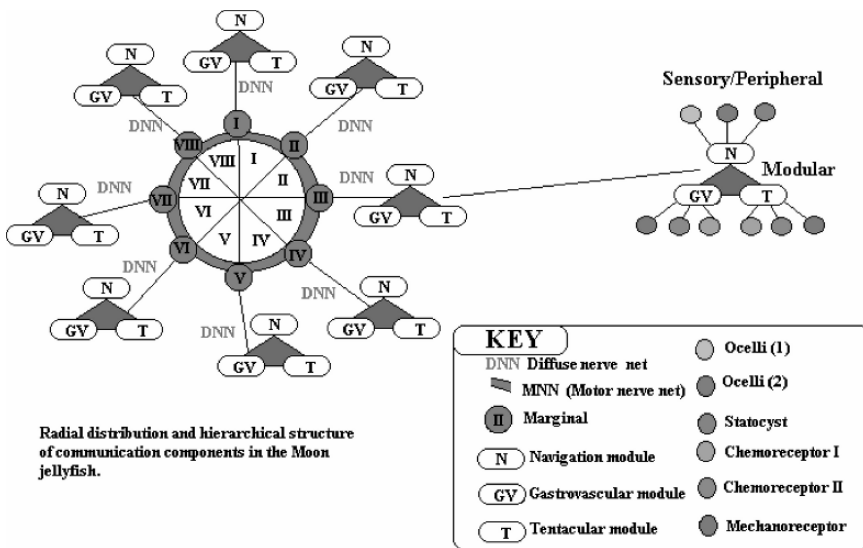 N
GV
T
N
GV
T
N
GV
T
DNN
DNN
DNN
I
VIII
II
VIII
I
VII
II
VI
III
V
IV
VII
III
VI
IV
V
DNN
N
GV
T
DNN
N
GV
T
DNN
N
GV
T
DNN
N
GV
T
DNN
N
GV
T
Sensory/Peripheral
N
Modular
GV
T
Radial distribution and hierarchical structure
of communication components in the Moon
jellyfish.
KEY
DNN Diffuse nerve net
MNN (Motor nerve net)
II Marginal
N Navigation module
GV Gastrovascular module
T Tentacular module
Ocelli (1)
Ocelli (2)
Statocyst
Chemoreceptor I
Chemoreceptor II
Mechanoreceptor